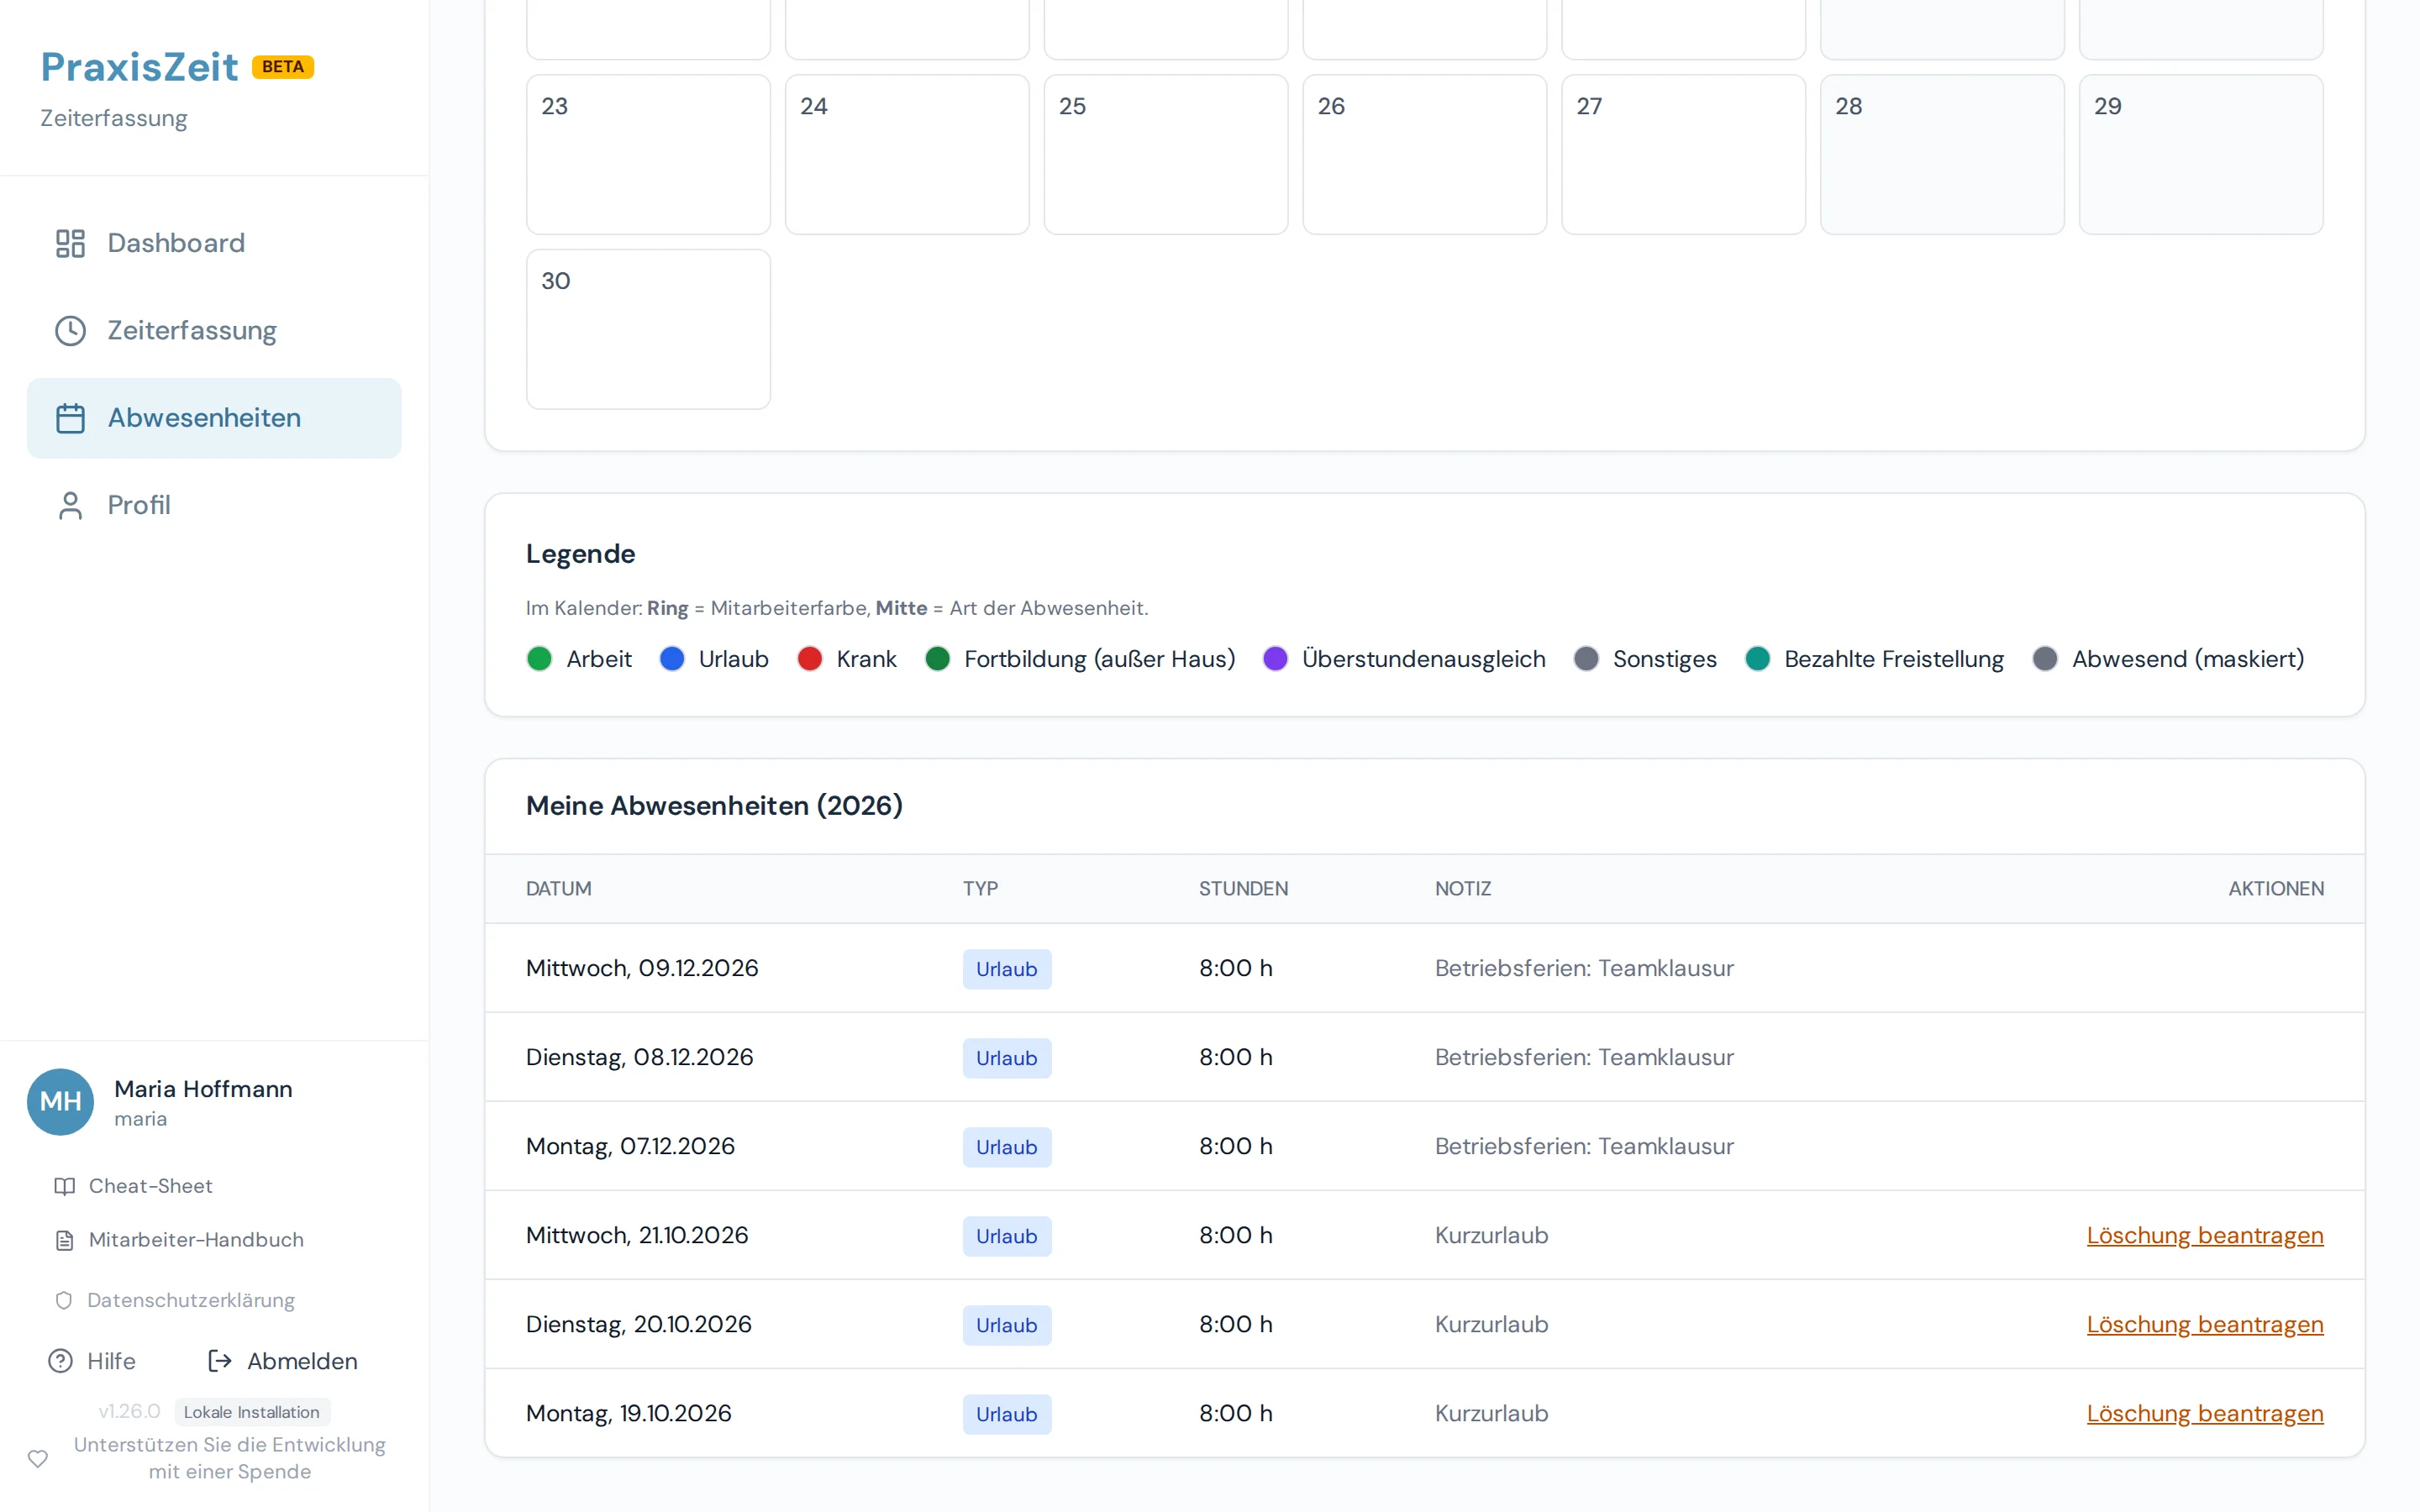 PraxisZeit BETA
Zeiterfassung
Dashboard
Zeiterfassung
Abwesenheiten
Profil
MH Maria Hoffmann
maria
Cheat-Sheet
Mitarbeiter-Handbuch
Datenschutzerklärung
Hilfe Abmelden
v1.26.0 Lokale Installation
Unterstützen Sie die Entwicklung
mit einer Spende
23 24 25 26 27 28 29
30
Legende
Im Kalender: Ring = Mitarbeiterfarbe, Mitte = Art der Abwesenheit.
Arbeit Urlaub Krank Fortbildung (außer Haus) Überstundenausgleich Sonstiges Bezahlte Freistellung Abwesend (maskiert)
Meine Abwesenheiten (2026)
DATUM TYP STUNDEN NOTIZ AKTIONEN
Mittwoch, 09.12.2026 Urlaub 8:00 h Betriebsferien: Teamklausur
Dienstag, 08.12.2026 Urlaub 8:00 h Betriebsferien: Teamklausur
Montag, 07.12.2026 Urlaub 8:00 h Betriebsferien: Teamklausur
Mittwoch, 21.10.2026 Urlaub 8:00 h Kurzurlaub Löschung beantragen
Dienstag, 20.10.2026 Urlaub 8:00 h Kurzurlaub Löschung beantragen
Montag, 19.10.2026 Urlaub 8:00 h Kurzurlaub Löschung beantragen